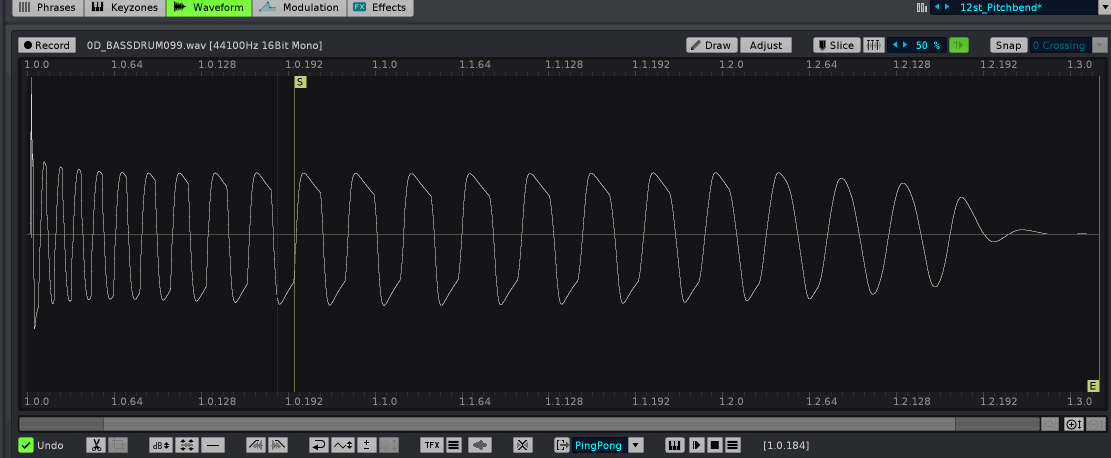 Phrases Keyzones Waveform Modulation FX Effects 12st_Pitchbend*
Record 0D_BASSDRUM099.wav [44100Hz 16Bit Mono] Draw Adjust Slice 50 % Snap 0 Crossing
1.0.0 1.0.64 1.0.128 1.0.192 1.1.0 1.1.64 1.1.128 1.1.192 1.2.0 1.2.64 1.2.128 1.2.192 1.3.0
S
E
1.0.0 1.0.64 1.0.128 1.0.192 1.1.0 1.1.64 1.1.128 1.1.192 1.2.0 1.2.64 1.2.128 1.2.192 1.3.0
Undo dB TFX PingPong [1.0.184]